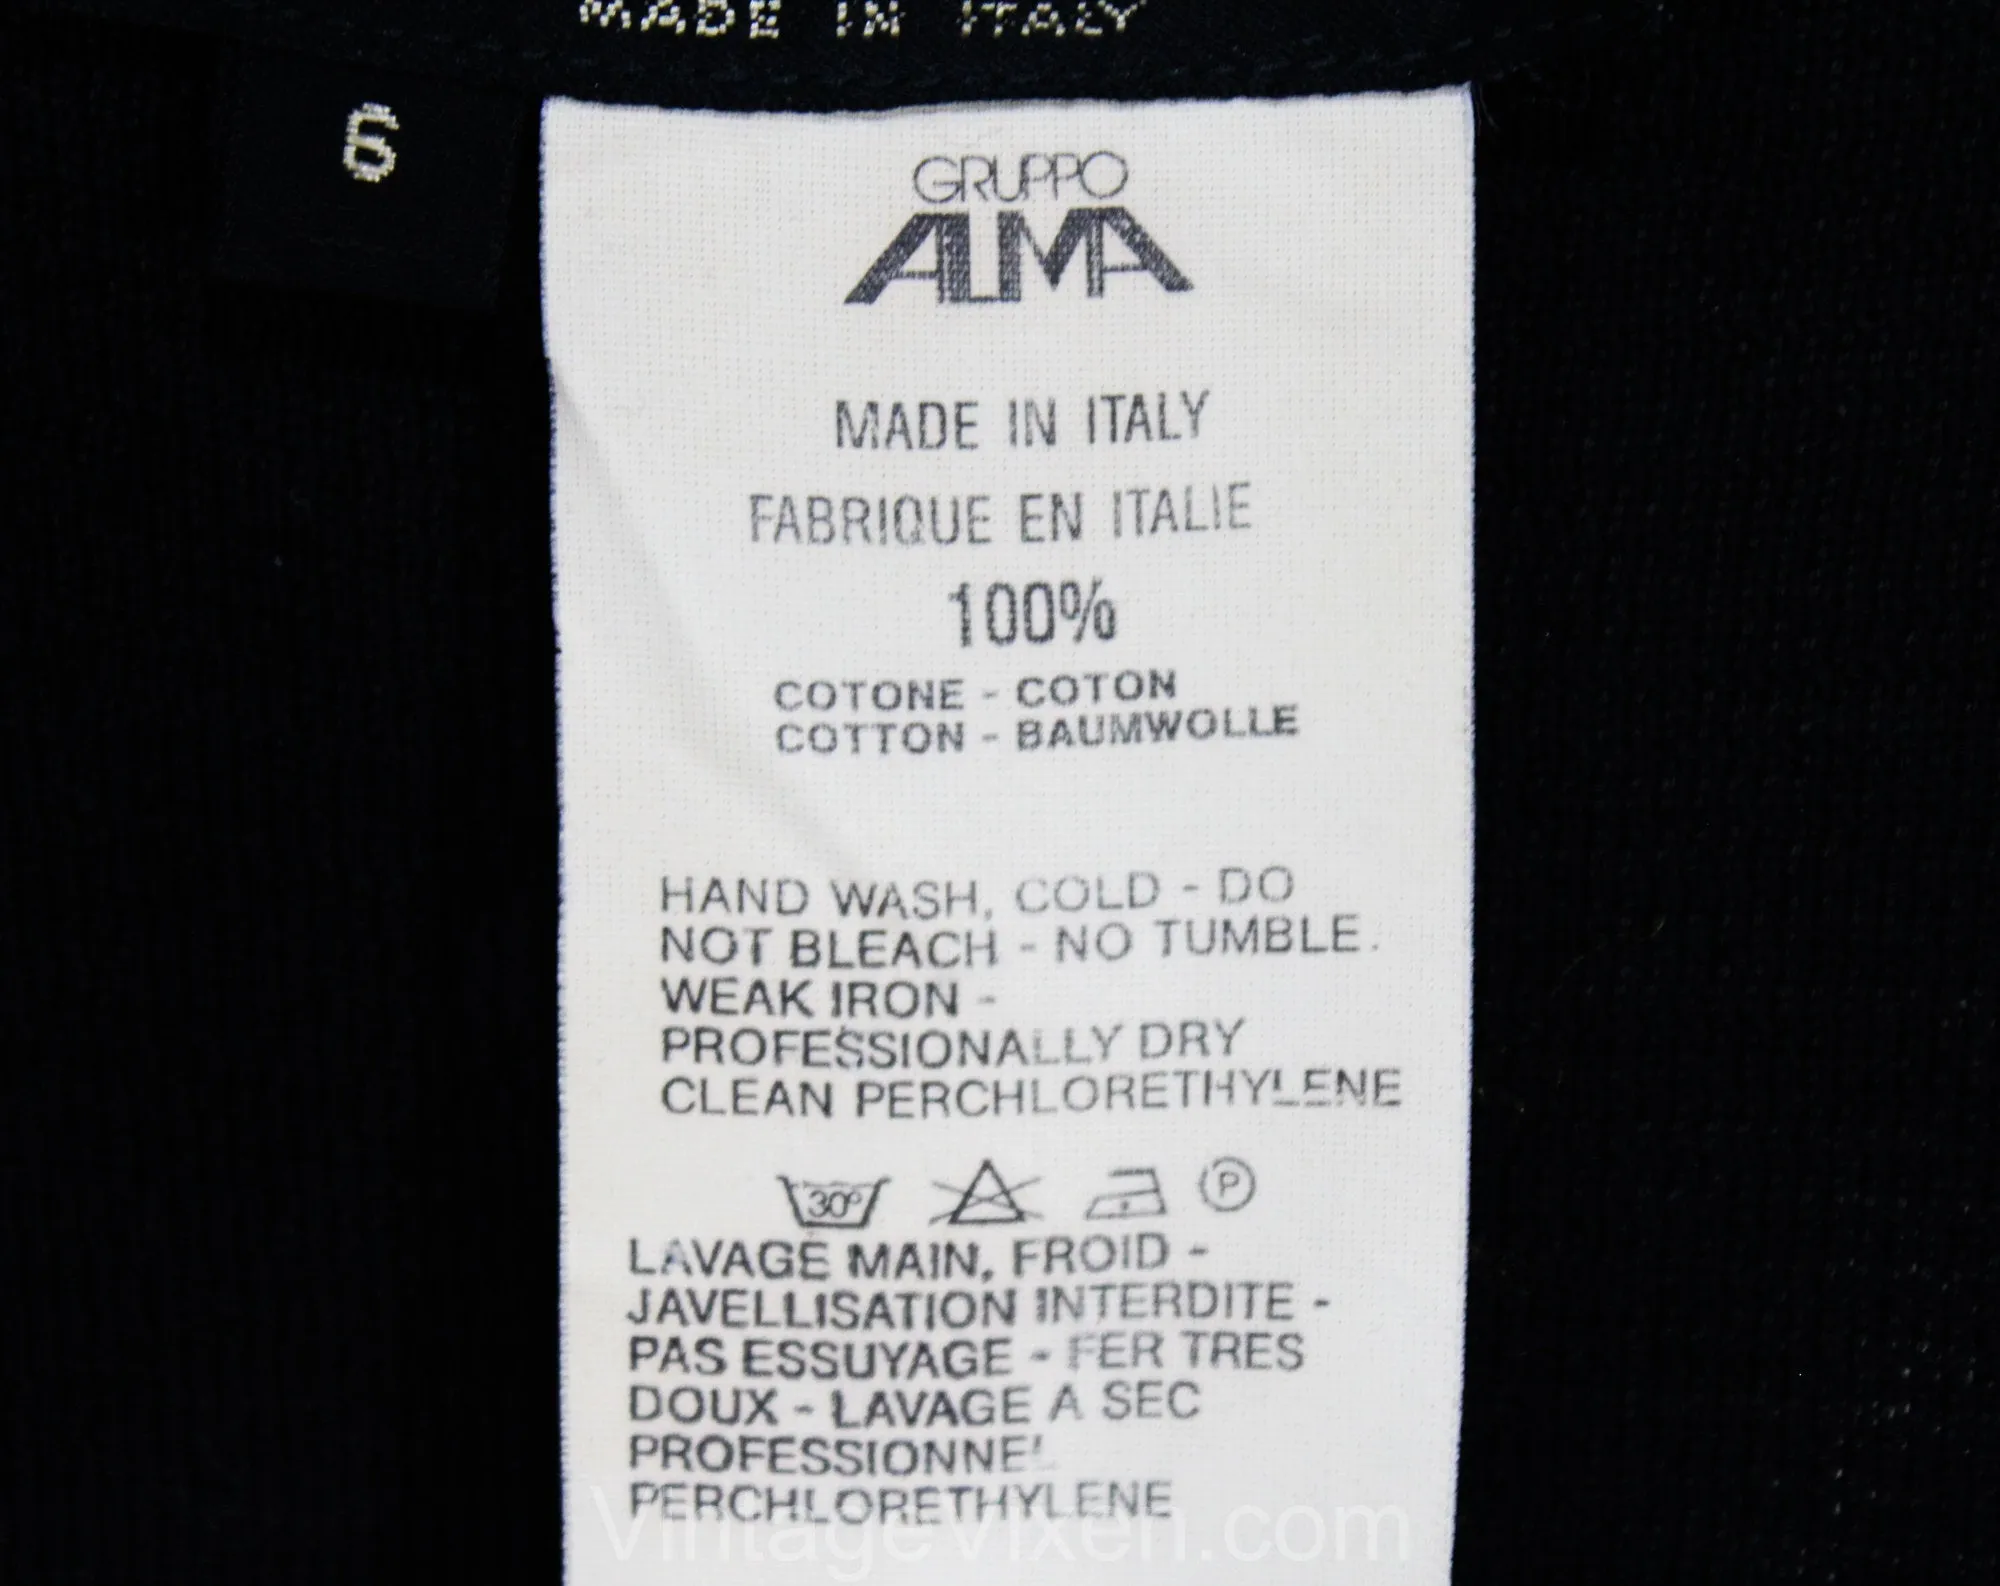 MADE IN ITALY
6
GRUPPO
ALMA
MADE IN ITALY
FABRIQUE EN ITALIE
100%
COTONE - COTON
COTTON - BAUMWOLLE
HAND WASH, COLD - DO
NOT BLEACH - NO TUMBLE.
WEAK IRON -
PROFESSIONALLY DRY
CLEAN PERCHLORETHYLENE
30° P
LAVAGE MAIN, FROID -
JAVELLISATION INTERDITE -
PAS ESSUYAGE - FER TRES
DOUX - LAVAGE A SEC
PROFESSIONNEL
PERCHLORETHYLENE
VintageVixen.com